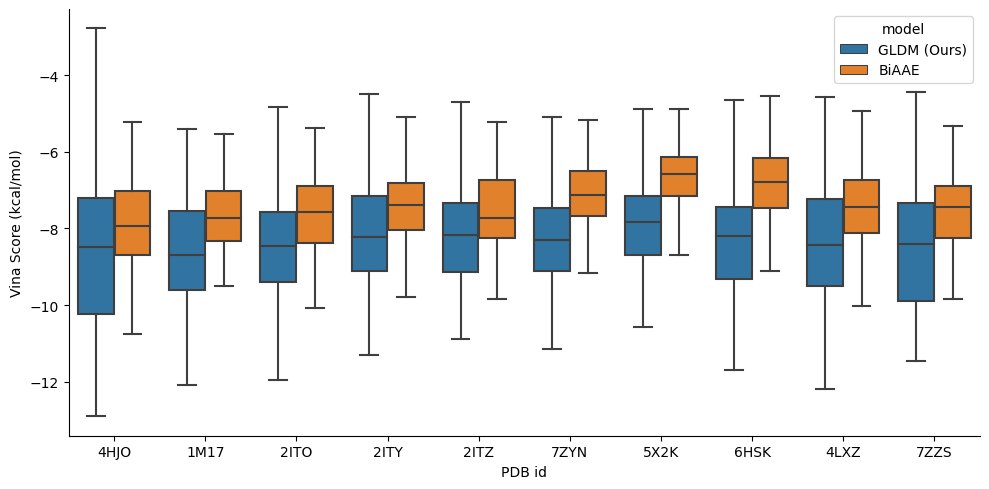 model
GLDM (Ours)
BiAAE
Vina Score (kcal/mol)
−4
−6
−8
−10
−12
4HJO 1M17 2ITO 2ITY 2ITZ 7ZYN 5X2K 6HSK 4LXZ 7ZZS
PDB id